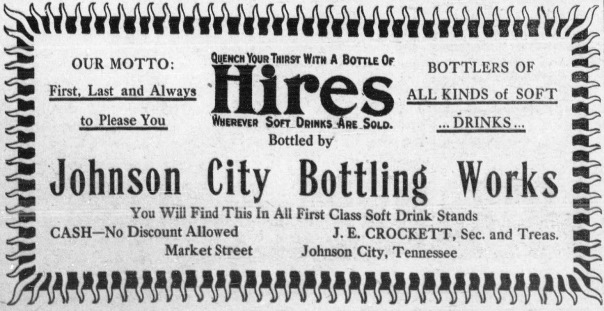 OUR MOTTO:
First, Last and Always
to Please You
QUENCH YOUR THIRST WITH A BOTTLE OF
Hires
WHEREVER SOFT DRINKS ARE SOLD.
Bottled by
BOTTLERS OF
ALL KINDS of SOFT
... DRINKS ...
Johnson City Bottling Works
You Will Find This In All First Class Soft Drink Stands
CASH—No Discount Allowed
J. E. CROCKETT, Sec. and Treas.
Market Street
Johnson City, Tennessee